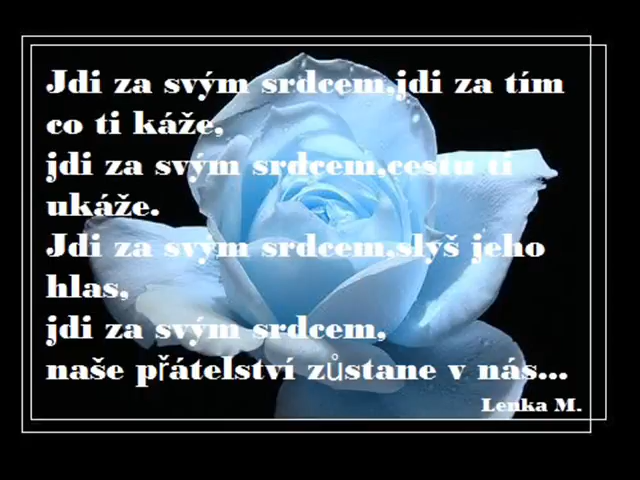 Jdi za svým srdcem,jdi za tím
co ti káže,
jdi za svým srdcem,cestu ti
ukáže.
Jdi za svým srdcem,slyš jeho
hlas,
jdi za svým srdcem,
naše přátelství zůstane v nás...
Lenka M.